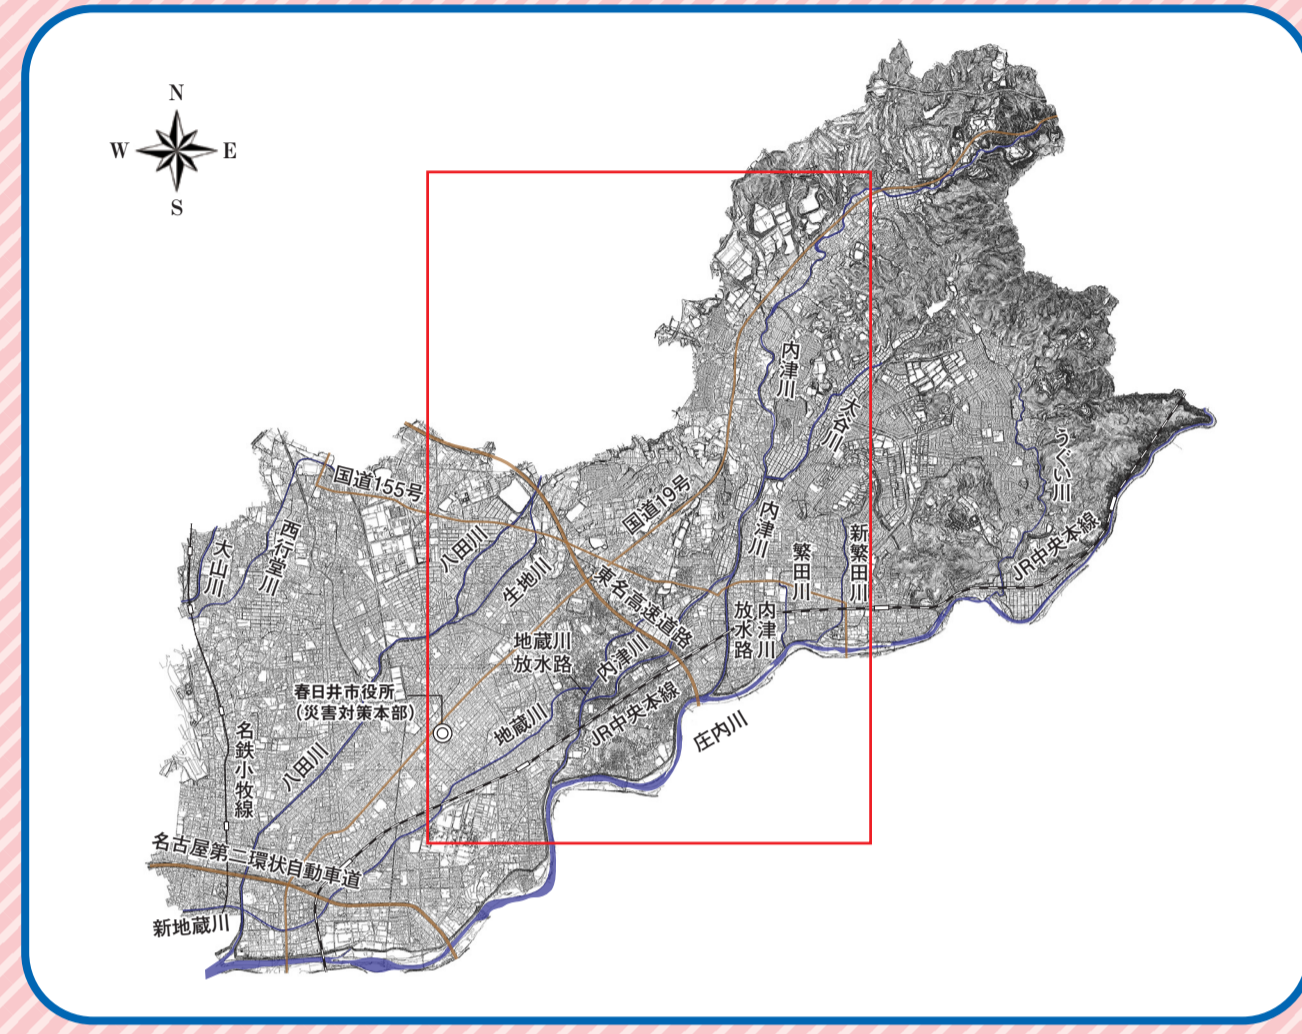 N
W E
S
内津川
大谷川
うぐい川
国道155号
国道19号
西行堂川
大山川
八田川
生地川
内津川
繁田川
新繁田川
JR中央本線
東名高速道路
内津川
放水路
地蔵川
放水路
内津川
春日井市役所
(災害対策本部)
地蔵川
JR中央本線
庄内川
名鉄小牧線
八田川
名古屋第二環状自動車道
新地蔵川